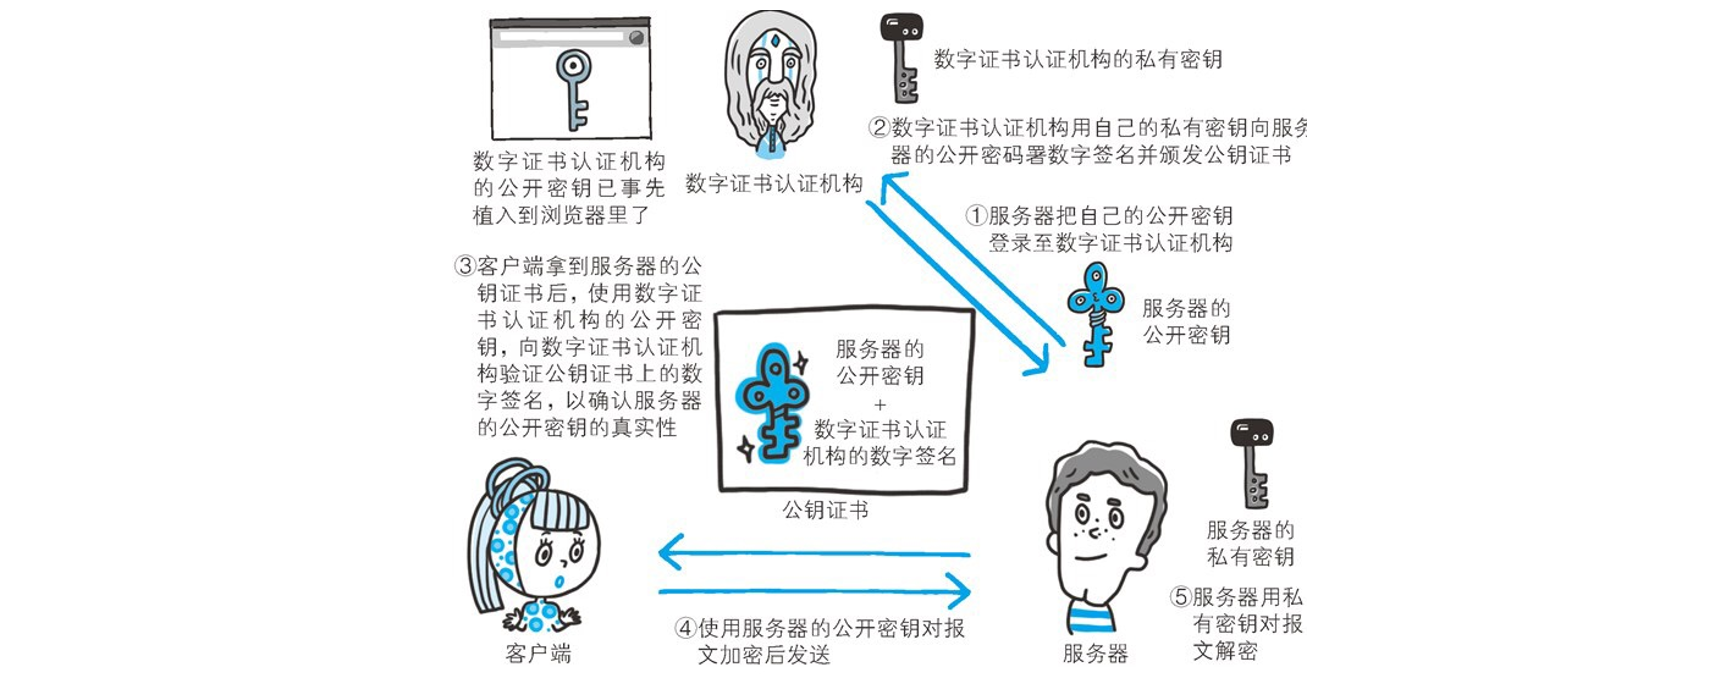 数字证书认证机构的私有密钥
②数字证书认证机构用自己的私有密钥向服务
器的公开密码署数字签名并颁发公钥证书
数字证书认证机构
的公开密钥已事先
植入到浏览器里了
数字证书认证机构
①服务器把自己的公开密钥
登录至数字证书认证机构
③客户端拿到服务器的公
钥证书后，使用数字证
书认证机构的公开密
钥，向数字证书认证机
构验证公钥证书上的数
字签名，以确认服务器
的公开密钥的真实性
服务器的
公开密钥
服务器的
公开密钥
+
数字证书认证
机构的数字签名
公钥证书
服务器的
私有密钥
⑤服务器用私
有密钥对报
文解密
④使用服务器的公开密钥对报
文加密后发送
客户端
服务器